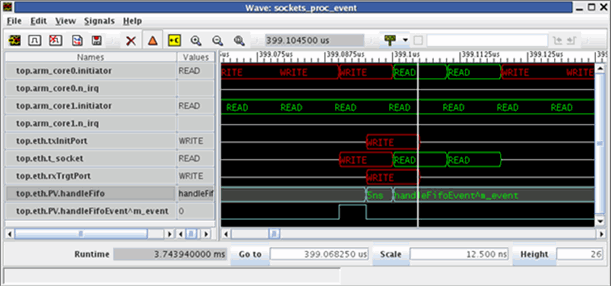 Wave: sockets_proc_event
File Edit View Signals Help
399.104500 us
Names Values
us 399.075us 399.0875us 399.1us 399.1125us 399.125us
top.arm_core0.initiator READ RITE WRITE WRITE READ READ WRITE WRITE
top.arm_core0.n_irq
top.arm_core1.initiator READ READ READ READ READ READ READ
top.arm_core1.n_irq
top.eth.txInitPort WRITE WRITE
top.eth.t_socket READ WRITE READ READ
top.eth.rxTrgtPort WRITE WRITE
top.eth.PV.handleFifo handleFif 5ns handleFifoEvent^m_event
top.eth.PV.handleFifoEvent^m_event 0
Runtime 3.743940000 ms Go to 399.068250 us Scale 12.500 ns Height 26